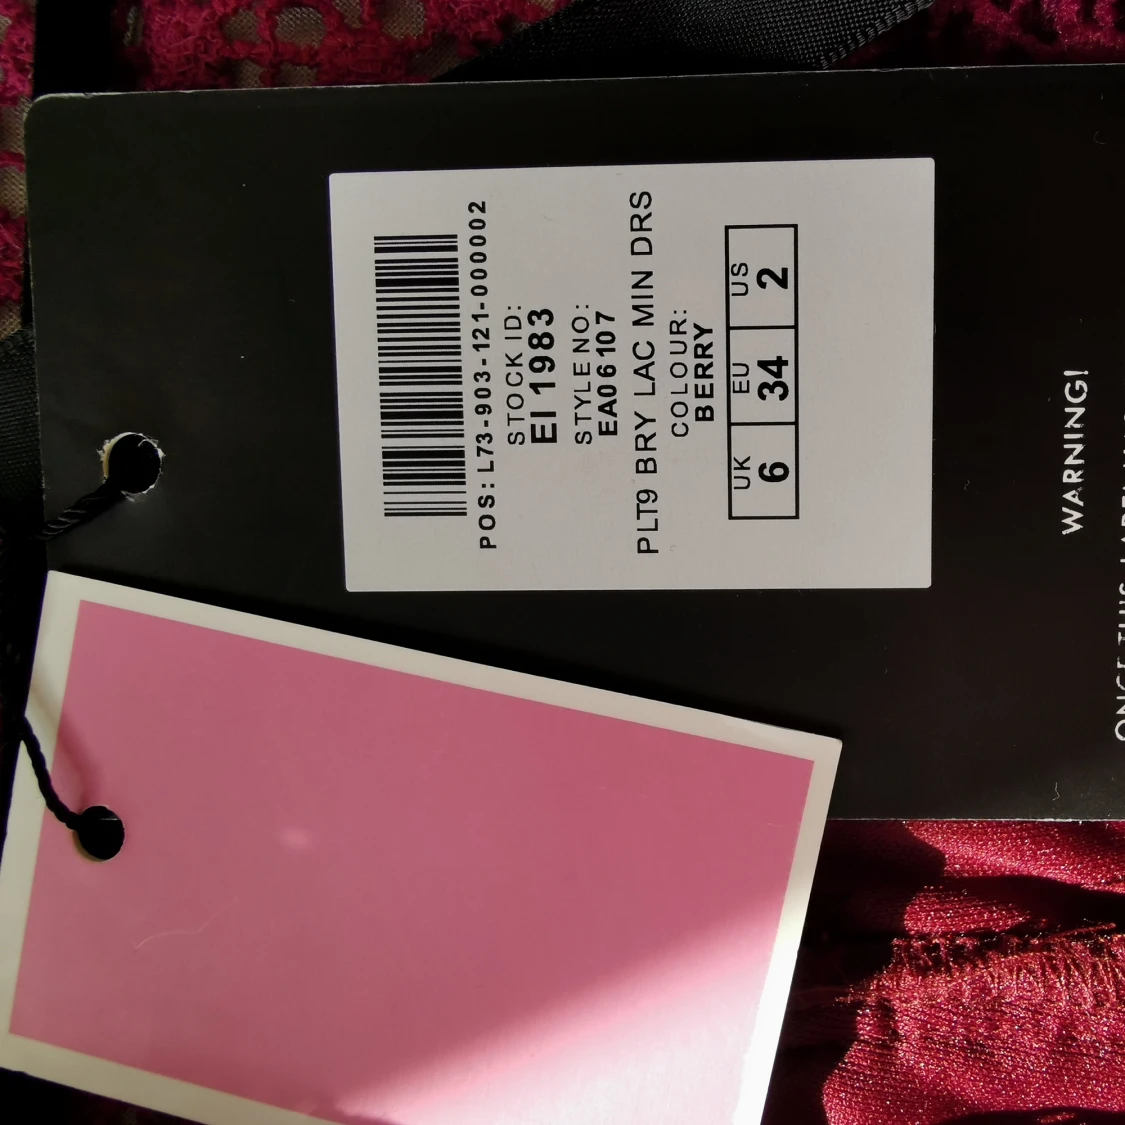 POS: L73-903-121-000002
STOCK ID:
EI 1983
STYLE NO:
EA06107
PLT9 BRY LAC MIN DRS
COLOUR:
BERRY
UK EU US
6 34 2
WARNING!